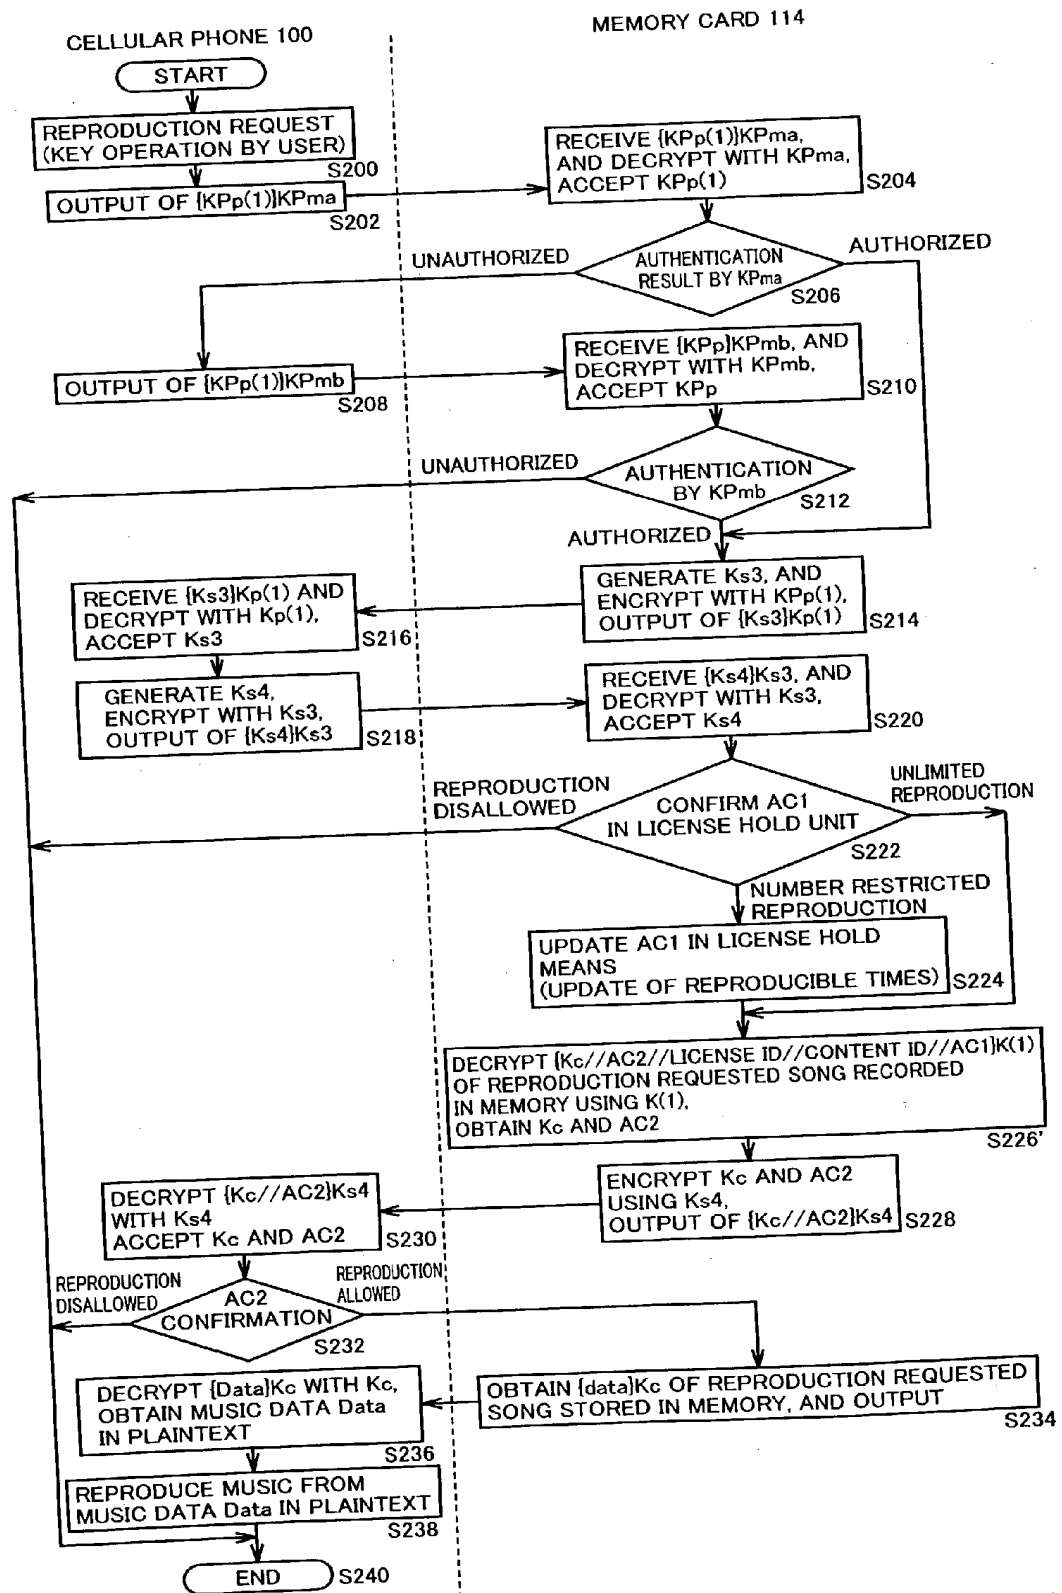 CELLULAR PHONE 100
MEMORY CARD 114
START
REPRODUCTION REQUEST
(KEY OPERATION BY USER)
S200
OUTPUT OF {KPp(1)}KPma
S202
RECEIVE {KPp(1)}KPma,
AND DECRYPT WITH KPma,
ACCEPT KPp(1)
S204
UNAUTHORIZED
AUTHENTICATION
RESULT BY KPma
S206
AUTHORIZED
OUTPUT OF {KPp(1)}KPmb
S208
RECEIVE {KPp}KPmb, AND
DECRYPT WITH KPmb,
ACCEPT KPp
S210
UNAUTHORIZED
AUTHENTICATION
BY KPmb
S212
AUTHORIZED
GENERATE Ks3, AND
ENCRYPT WITH KPp(1),
OUTPUT OF {Ks3}Kp(1)
S214
RECEIVE {Ks3}Kp(1) AND
DECRYPT WITH Kp(1),
ACCEPT Ks3
S216
GENERATE Ks4,
ENCRYPT WITH Ks3,
OUTPUT OF {Ks4}Ks3
S218
RECEIVE {Ks4}Ks3, AND
DECRYPT WITH Ks3,
ACCEPT Ks4
S220
REPRODUCTION
DISALLOWED
CONFIRM AC1
IN LICENSE HOLD UNIT
S222
UNLIMITED
REPRODUCTION
NUMBER RESTRICTED
REPRODUCTION
UPDATE AC1 IN LICENSE HOLD
MEANS
(UPDATE OF REPRODUCIBLE TIMES)
S224
DECRYPT {Kc//AC2//LICENSE ID//CONTENT ID//AC1}K(1)
OF REPRODUCTION REQUESTED SONG RECORDED
IN MEMORY USING K(1),
OBTAIN Kc AND AC2
S226'
ENCRYPT Kc AND AC2
USING Ks4,
OUTPUT OF {Kc//AC2}Ks4
S228
DECRYPT {Kc//AC2}Ks4
WITH Ks4
ACCEPT Kc AND AC2
S230
REPRODUCTION
DISALLOWED
AC2
CONFIRMATION
S232
REPRODUCTION
ALLOWED
OBTAIN {data}Kc OF REPRODUCTION REQUESTED
SONG STORED IN MEMORY, AND OUTPUT
S234
DECRYPT {Data}Kc WITH Kc,
OBTAIN MUSIC DATA Data
IN PLAINTEXT
S236
REPRODUCE MUSIC FROM
MUSIC DATA Data IN PLAINTEXT
S238
END
S240